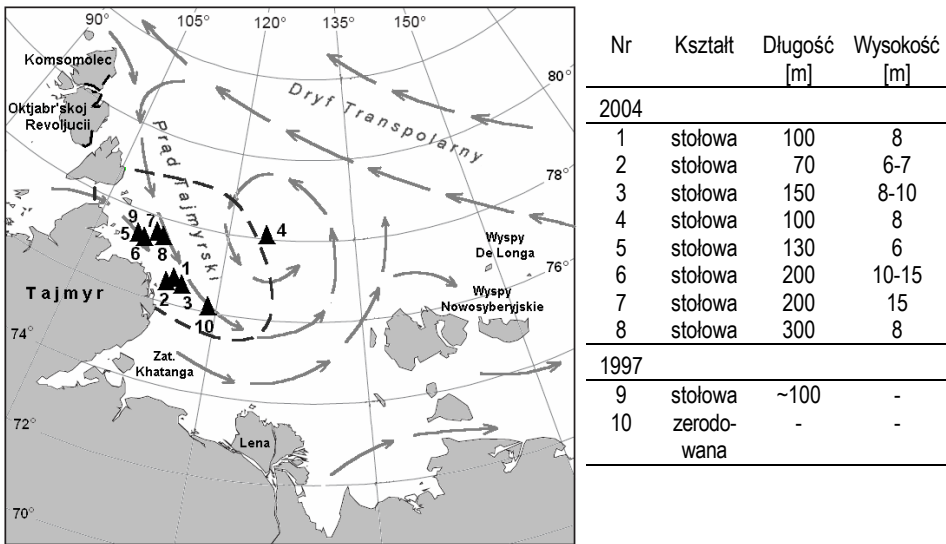 90°
105°
120°
135°
150°
Komsomolec
Oktjabr'skoj
Revoljucii
80°
Dryf Transpolarny
Prąd Tajmyrski
78°
9
7
5
6
8
4
Wyspy
De Longa
76°
1
2
3
10
Tajmyr
Wyspy
Nowosyberyjskie
74°
Zat.
Khatanga
72°
Lena
70°
Nr Kształt Długość Wysokość
[m] [m]
2004
1 stołowa 100 8
2 stołowa 70 6-7
3 stołowa 150 8-10
4 stołowa 100 8
5 stołowa 130 6
6 stołowa 200 10-15
7 stołowa 200 15
8 stołowa 300 8
1997
9 stołowa ~100 -
10 zerodo- - -
wana